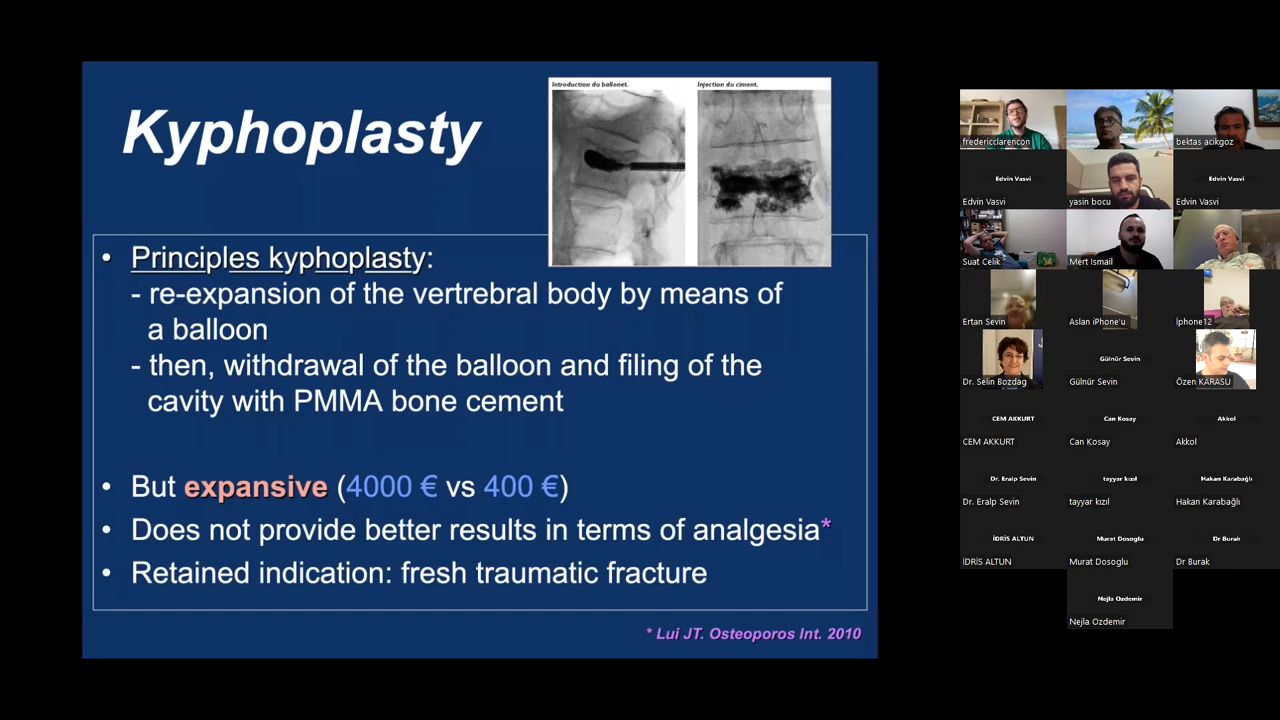 Kyphoplasty
Introduction du ballonet.
Injection du ciment.
• Principles kyphoplasty:
- re-expansion of the vertrebral body by means of
a balloon
- then, withdrawal of the balloon and filing of the
cavity with PMMA bone cement
• But expansive (4000 € vs 400 €)
• Does not provide better results in terms of analgesia*
• Retained indication: fresh traumatic fracture
* Lui JT. Osteoporos Int. 2010
fredericclarencon
bektas acikgoz
Edvin Vasvi
Edvin Vasvi
Edvin Vasvi
yasin bocu
Edvin Vasvi
Suat Çelik
Mert Ismail
Ertan Sevin
Aslan iPhone'u
İphone12
Gülnür Sevin
Dr. Selin Bozdag
Gülnür Sevin
Özen KARASU
CEM AKKURT
Can Kosay
Akkol
CEM AKKURT
Can Kosay
Akkol
Dr. Eralp Sevin
tayyar kızıl
Hakan Karabağlı
Dr. Eralp Sevin
tayyar kızıl
Hakan Karabağlı
İDRİS ALTUN
Murat Dosoglu
Dr Burak
İDRİS ALTUN
Murat Dosoglu
Dr Burak
Nejla Ozdemir
Nejla Ozdemir